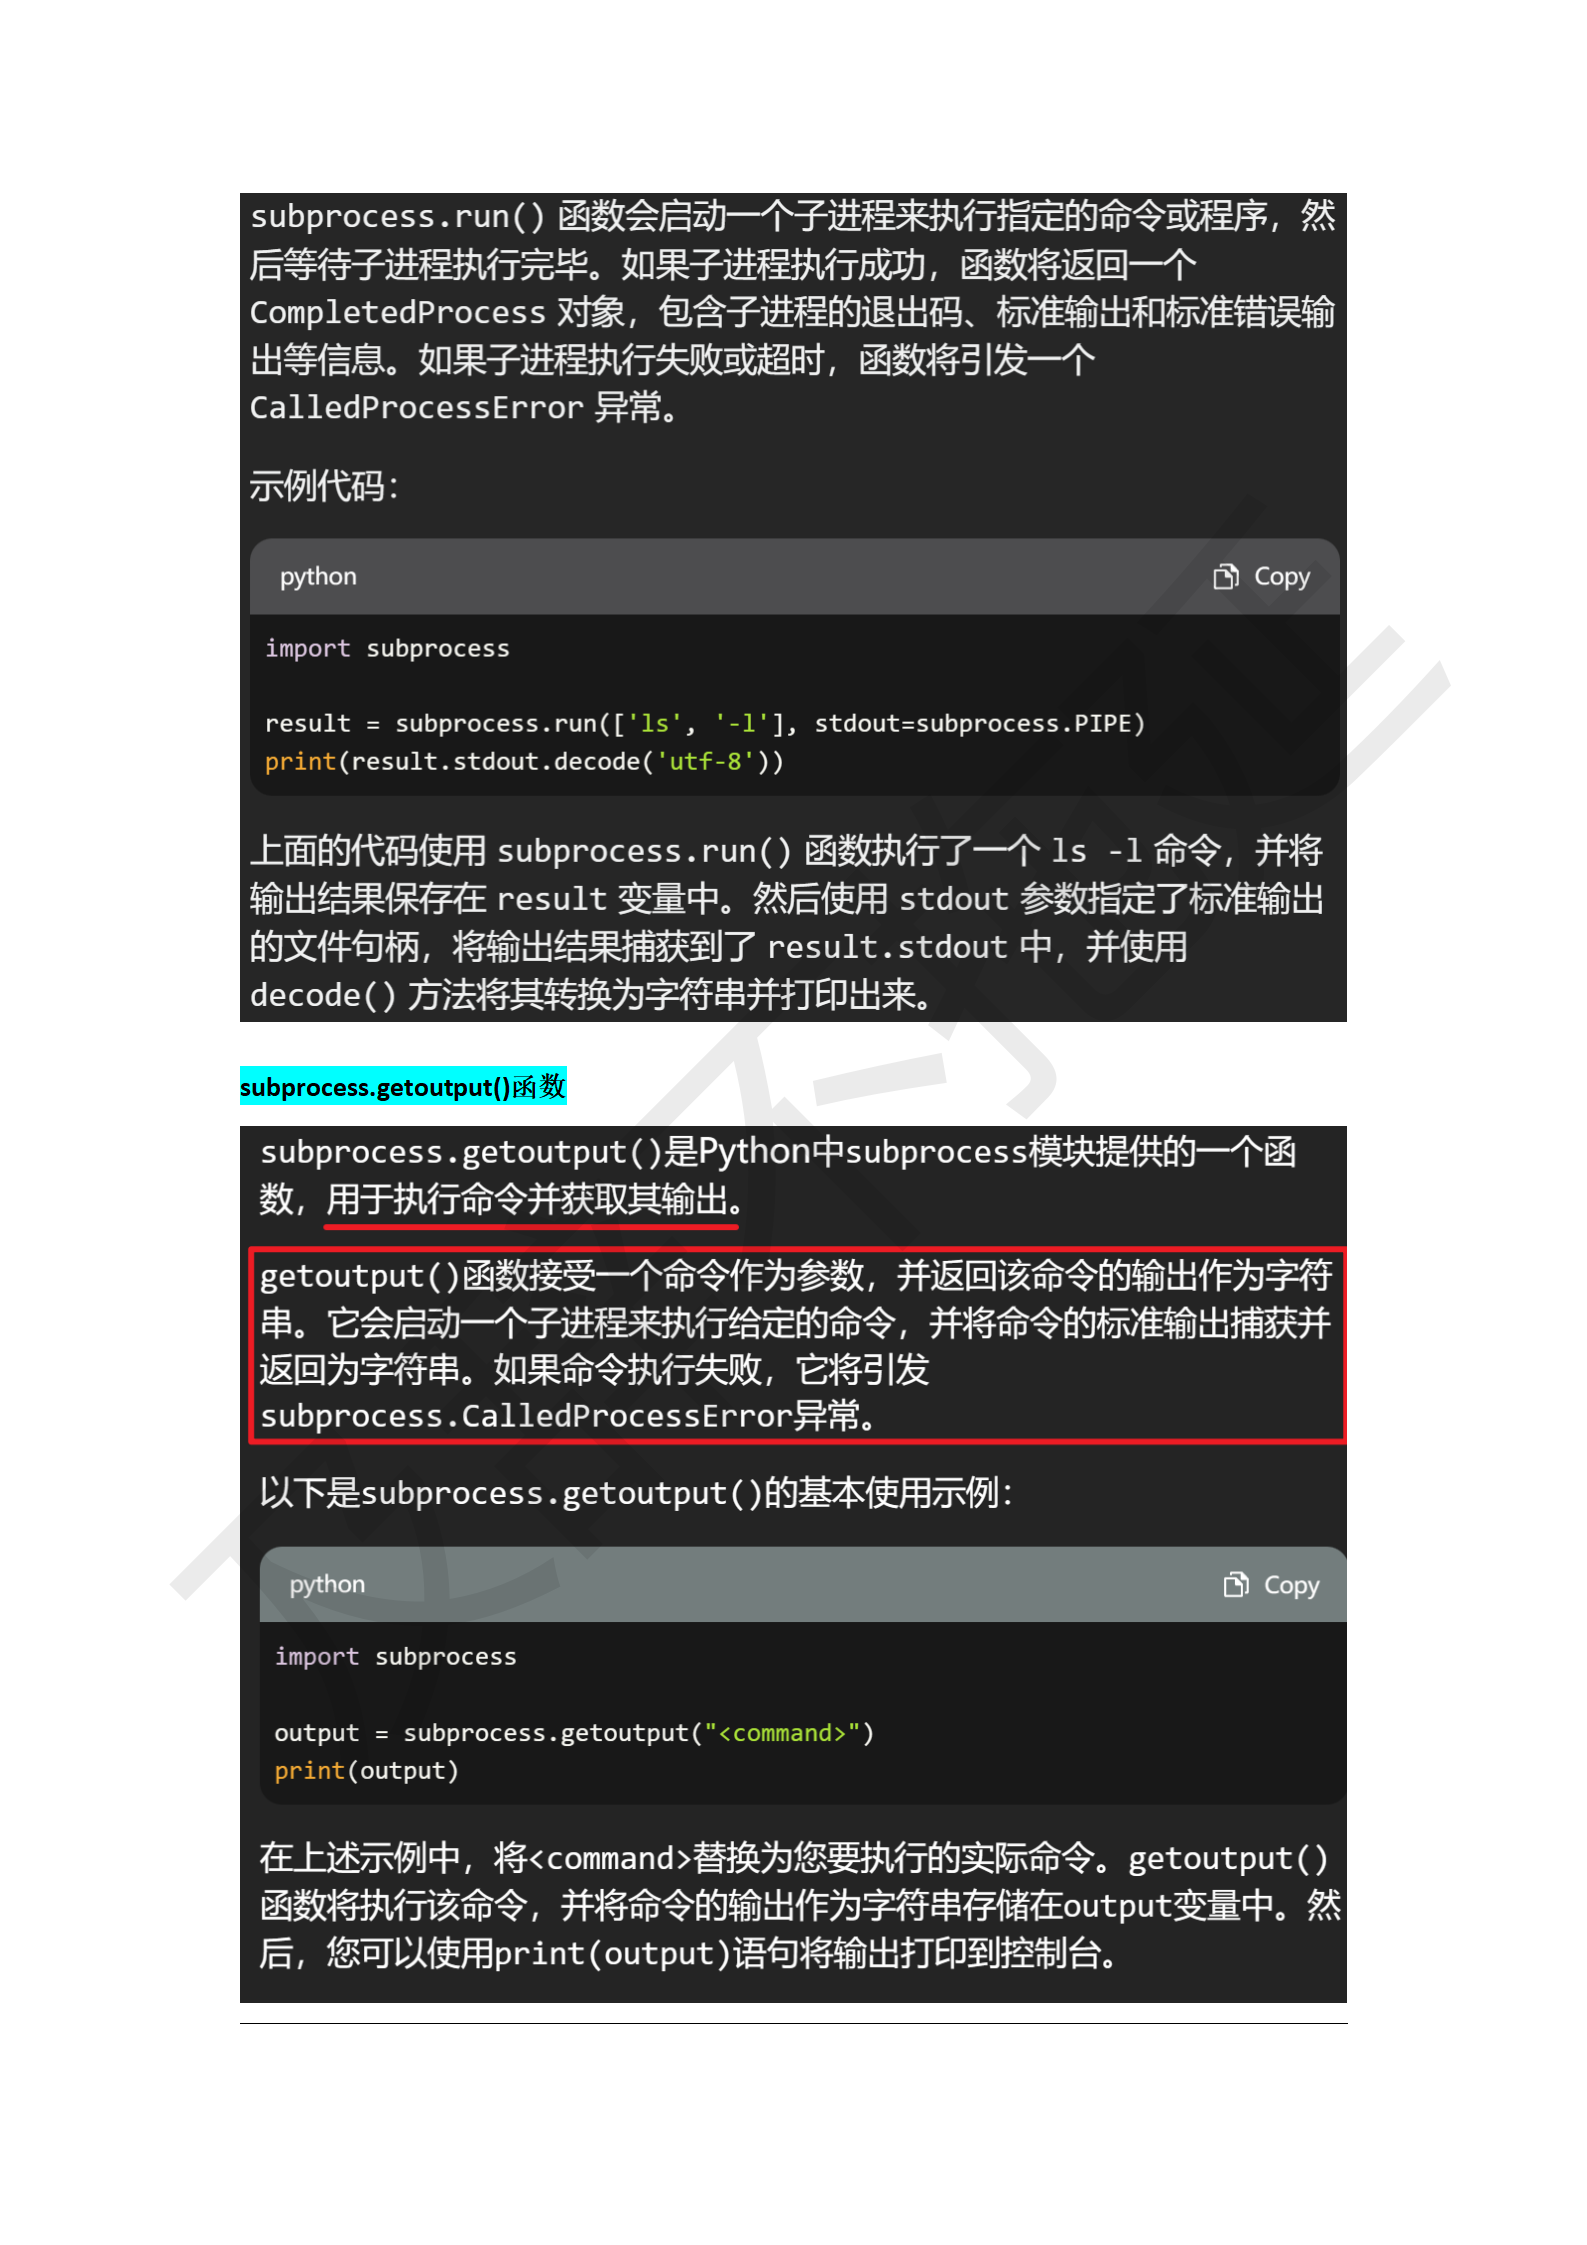 subprocess.run() 函数会启动一个子进程来执行指定的命令或程序，然
后等待子进程执行完毕。如果子进程执行成功，函数将返回一个
CompletedProcess 对象，包含子进程的退出码、标准输出和标准错误输
出等信息。如果子进程执行失败或超时，函数将引发一个
CalledProcessError 异常。
示例代码：
python Copy
import subprocess
result = subprocess.run(['ls', '-l'], stdout=subprocess.PIPE)
print(result.stdout.decode('utf-8'))
上面的代码使用 subprocess.run() 函数执行了一个 ls -l 命令，并将
输出结果保存在 result 变量中。然后使用 stdout 参数指定了标准输出
的文件句柄，将输出结果捕获到了 result.stdout 中，并使用
decode() 方法将其转换为字符串并打印出来。
subprocess.getoutput()函数
subprocess.getoutput()是Python中subprocess模块提供的一个函
数，用于执行命令并获取其输出。
getoutput()函数接受一个命令作为参数，并返回该命令的输出作为字符
串。它会启动一个子进程来执行给定的命令，并将命令的标准输出捕获并
返回为字符串。如果命令执行失败，它将引发
subprocess.CalledProcessError异常。
以下是subprocess.getoutput()的基本使用示例：
python Copy
import subprocess
output = subprocess.getoutput("<command>")
print(output)
在上述示例中，将<command>替换为您要执行的实际命令。getoutput()
函数将执行该命令，并将命令的输出作为字符串存储在output变量中。然
后，您可以使用print(output)语句将输出打印到控制台。